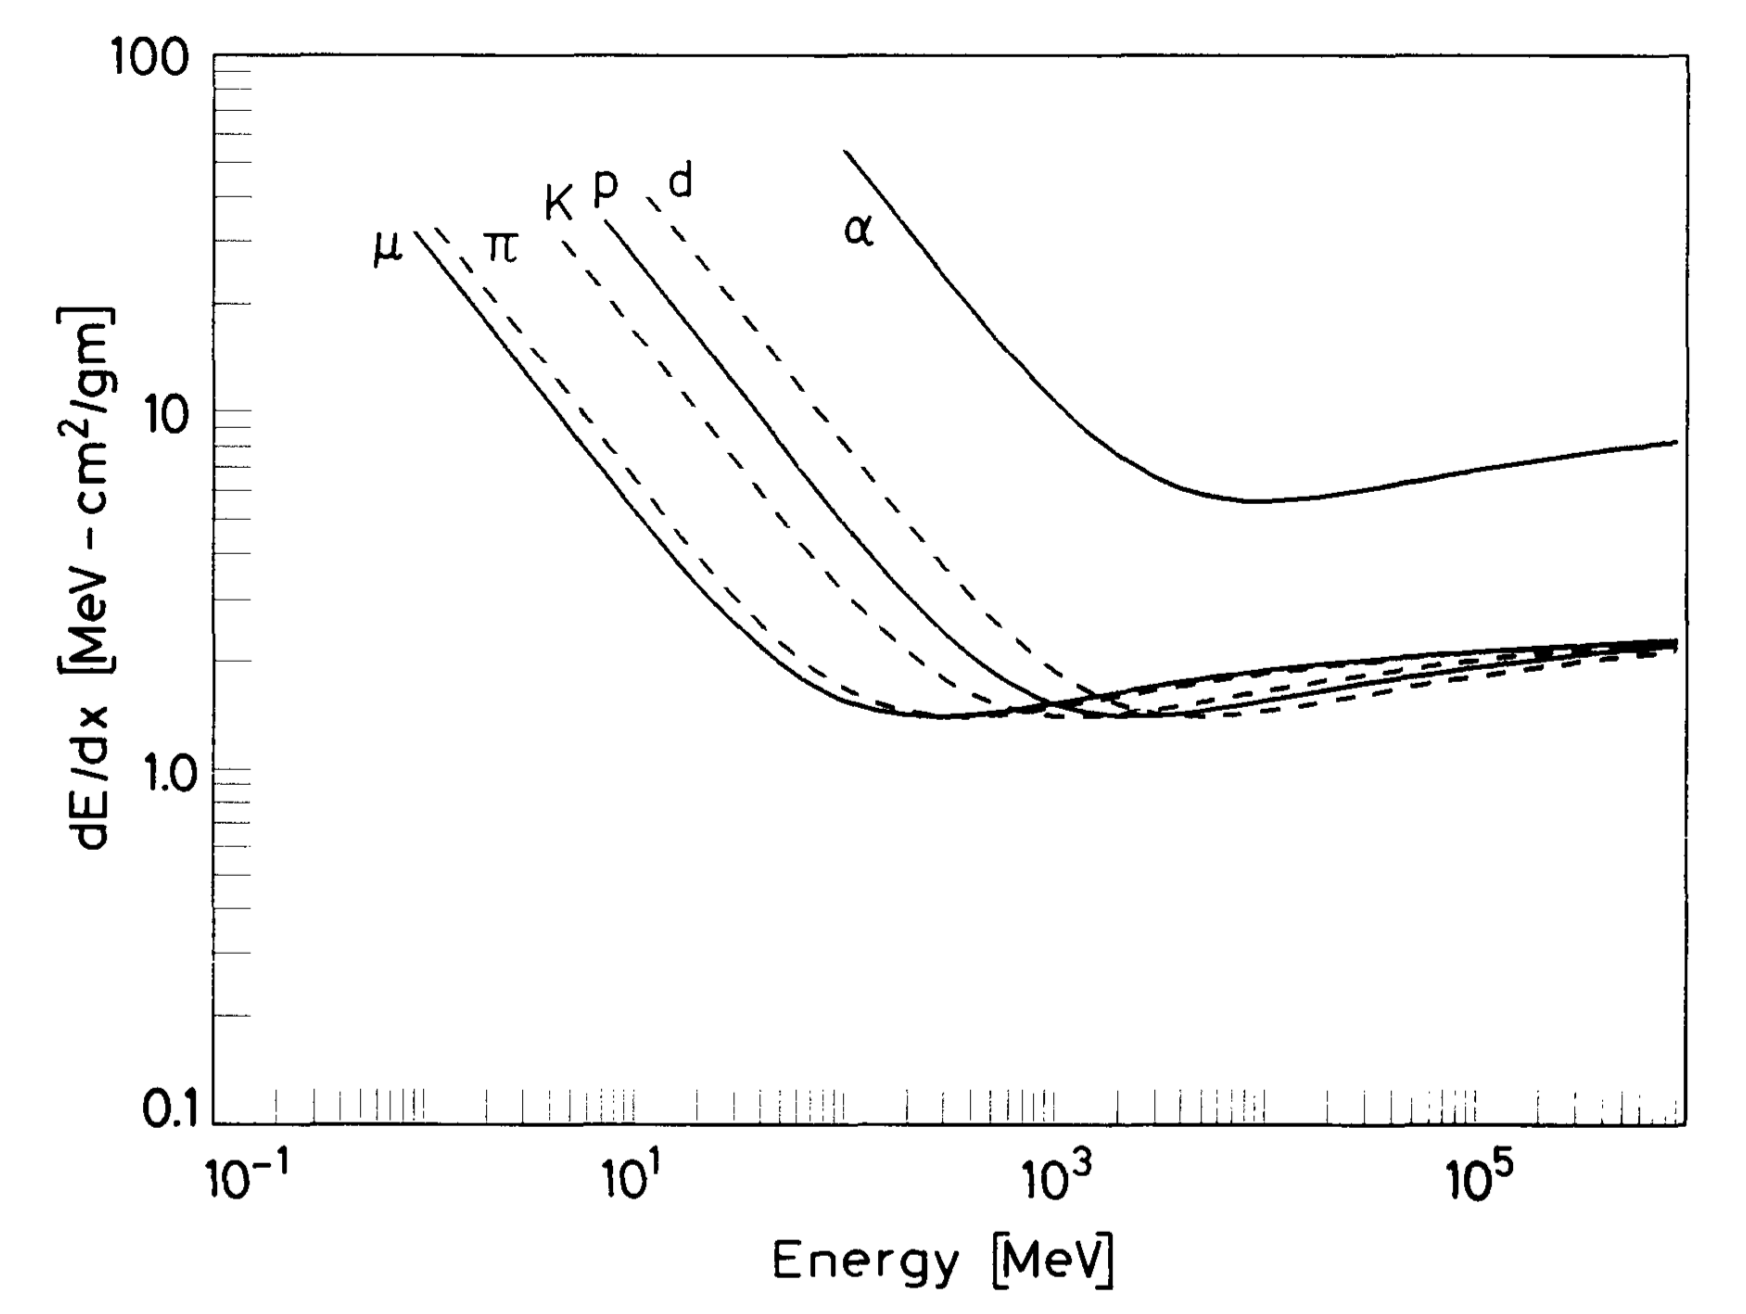 100
10
1.0
0.1
dE/dx [MeV-cm²/gm]
μ
π
K
p
d
α
10⁻¹
10¹
10³
10⁵
Energy [MeV]